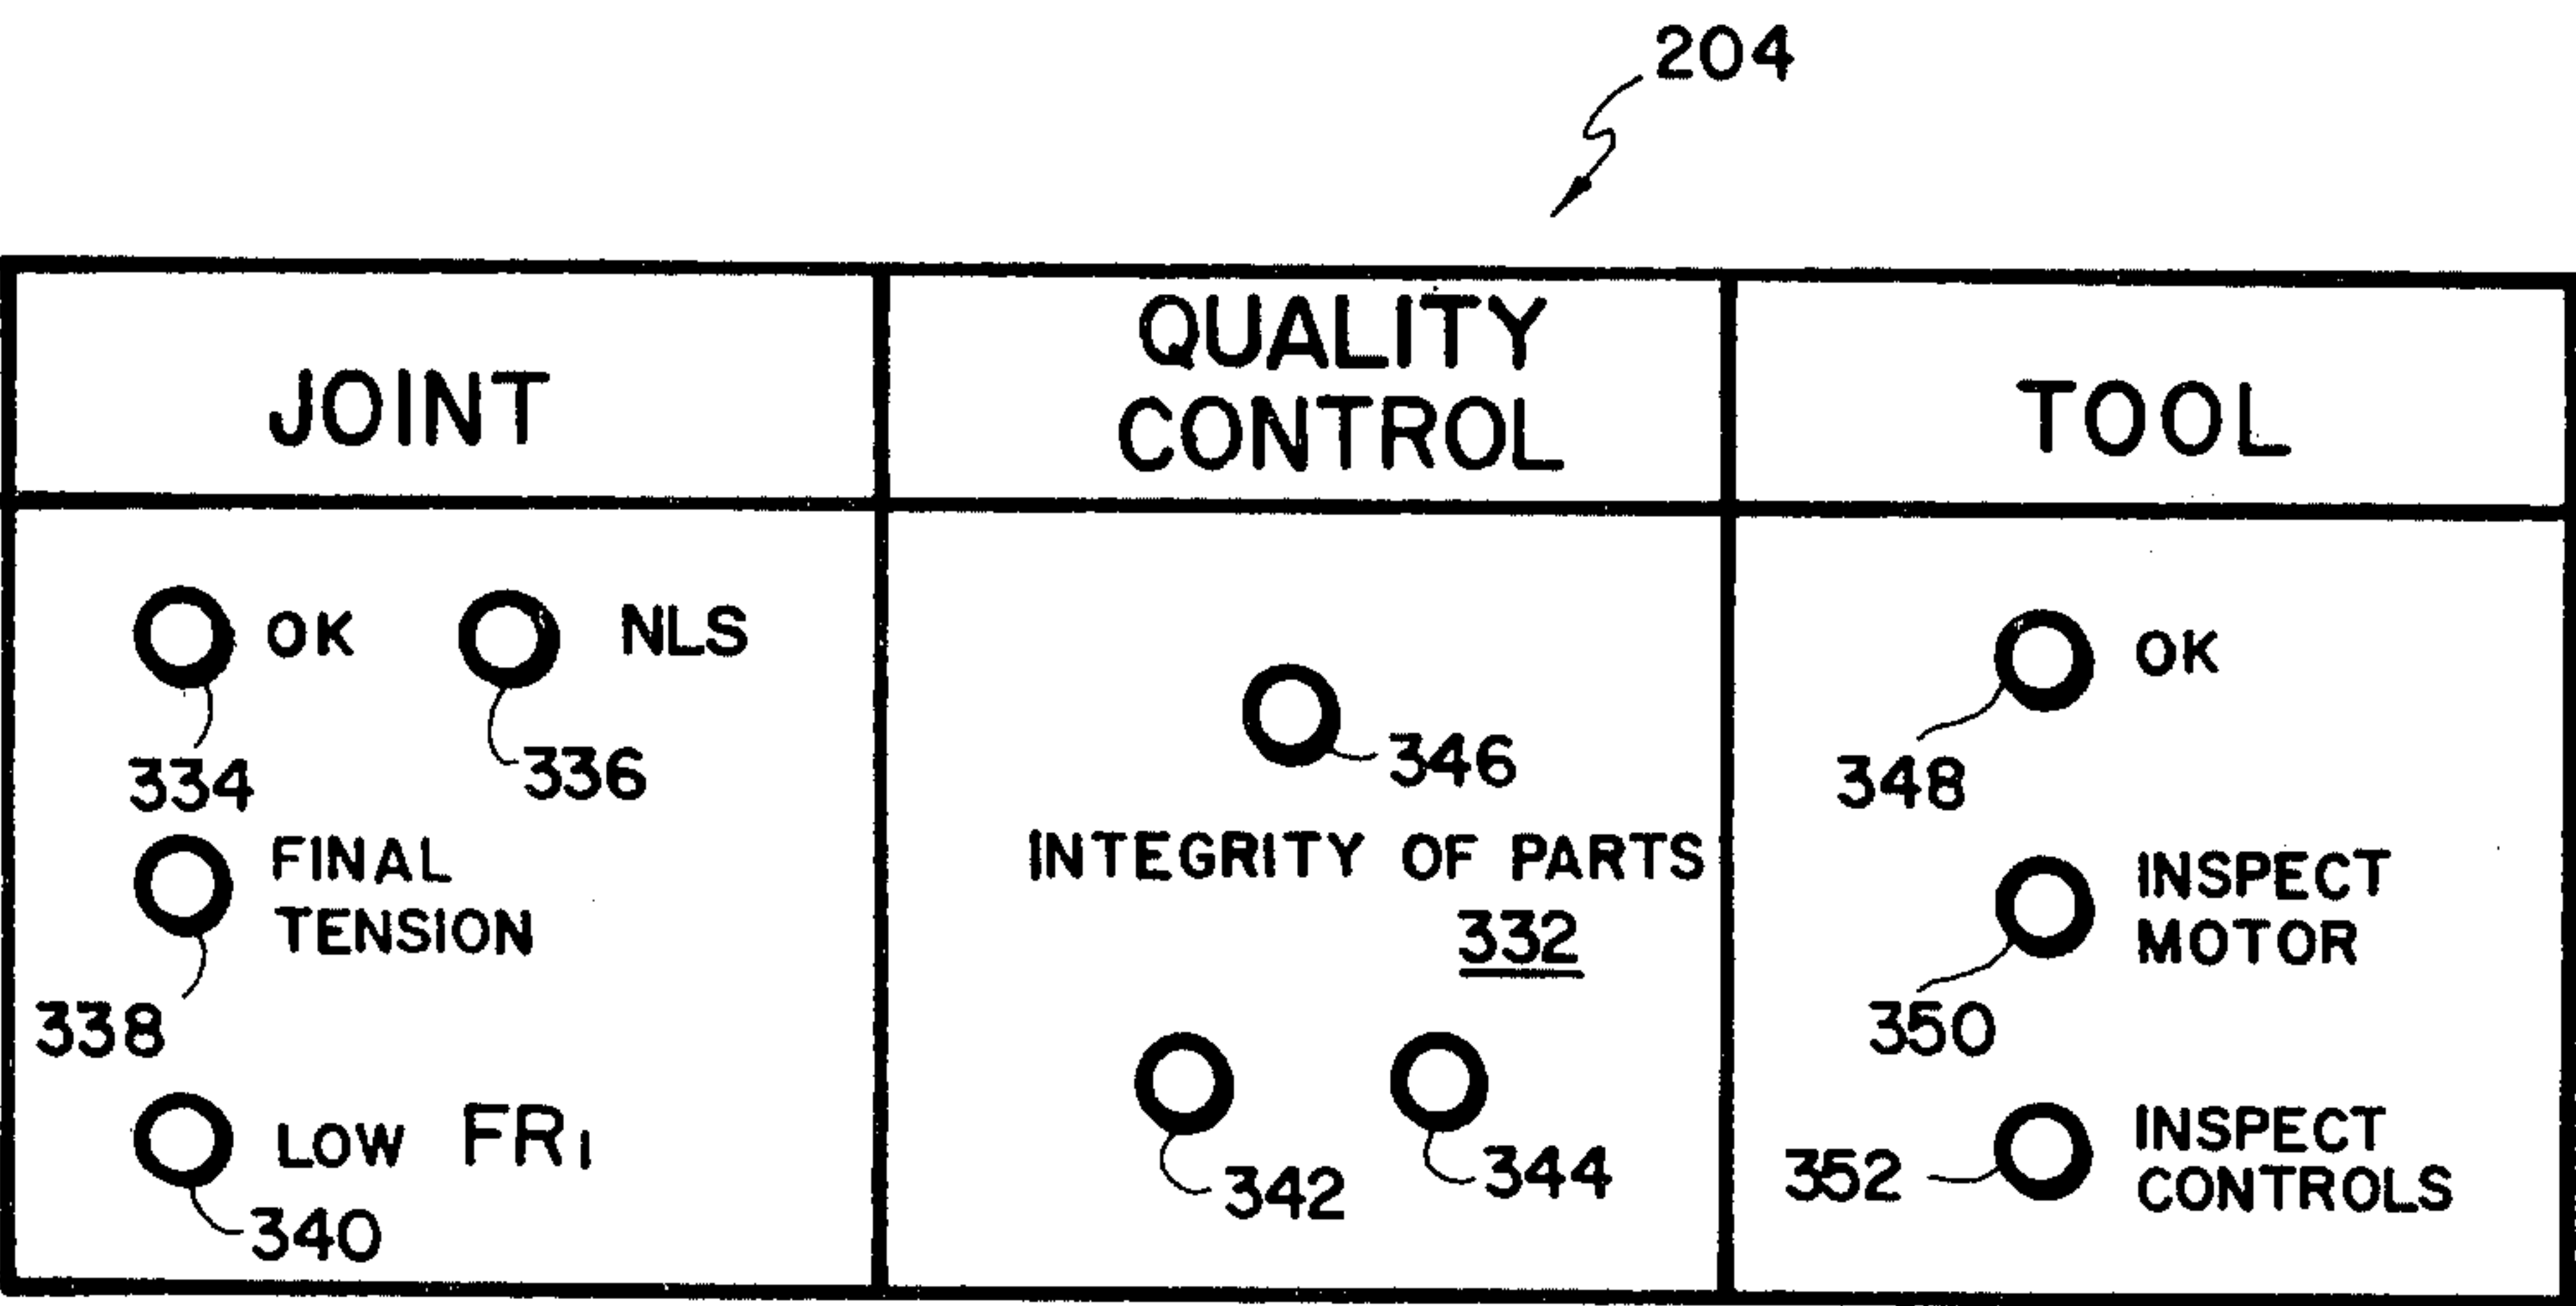 204
JOINT
QUALITY
CONTROL
TOOL
OK
NLS
334
336
FINAL
TENSION
338
LOW FR₁
340
346
INTEGRITY OF PARTS
332
342
344
OK
348
INSPECT
MOTOR
350
INSPECT
CONTROLS
352